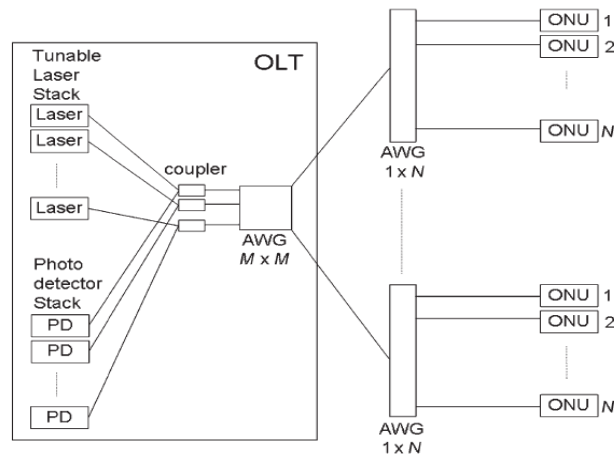 OLT
Tunable
Laser
Stack
Laser
Laser
Laser
coupler
AWG
M x M
Photo
detector
Stack
PD
PD
PD
AWG
1 x N
ONU 1
ONU 2
ONU N
AWG
1 x N
ONU 1
ONU 2
ONU N